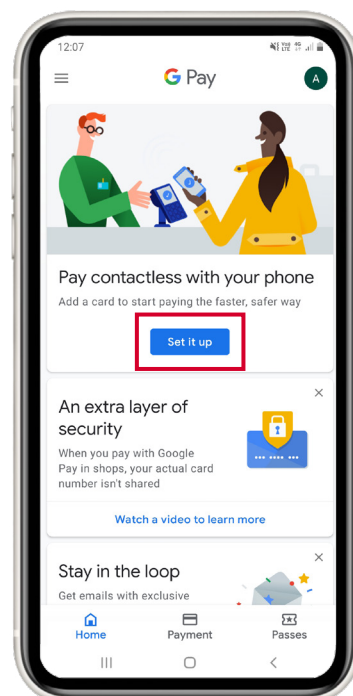 12:07
G Pay
A
Pay contactless with your phone
Add a card to start paying the faster, safer way
Set it up
An extra layer of
security
When you pay with Google
Pay in shops, your actual card
number isn't shared
Watch a video to learn more
Stay in the loop
Get emails with exclusive
Home Payment Passes